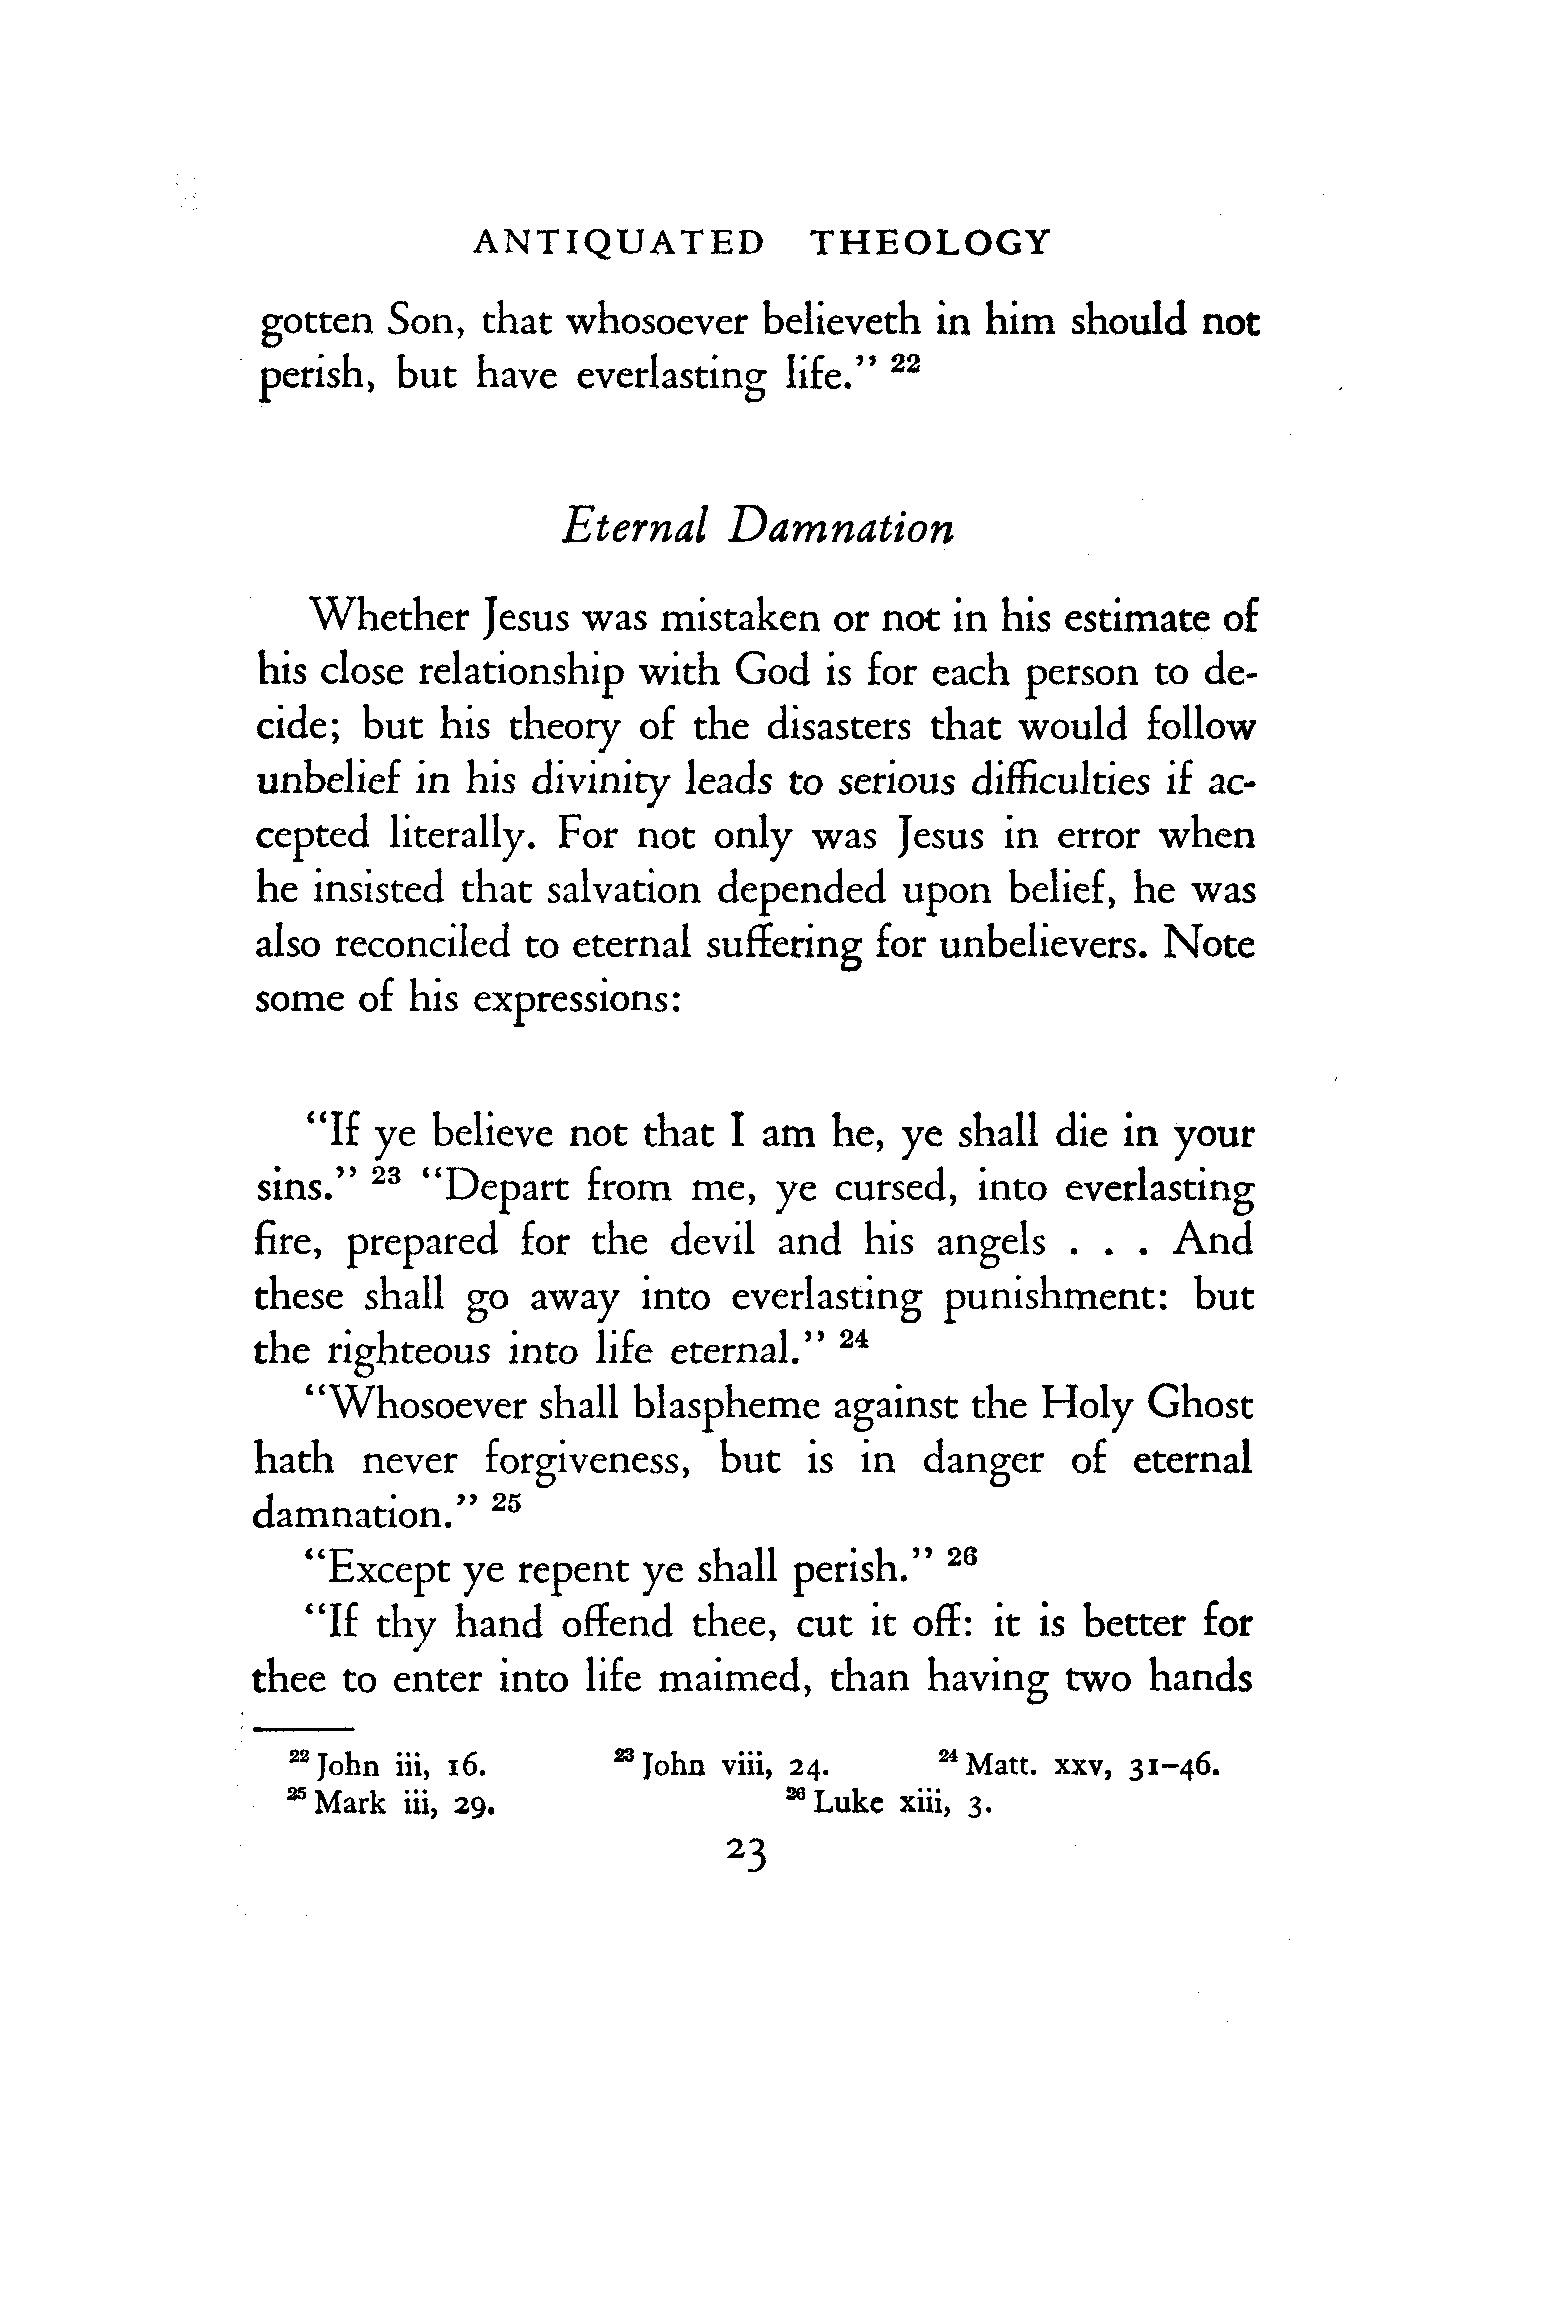 ANTIQUATED THEOLOGY
gotten Son, that whosoever believeth in him should not
perish, but have everlasting life." 22
Eternal Damnation
Whether Jesus was mistaken or not in his estimate of
his close relationship with God is for each person to de-
cide; but his theory of the disasters that would follow
unbelief in his divinity leads to serious difficulties if ac-
cepted literally. For not only was Jesus in error when
he insisted that salvation depended upon belief, he was
also reconciled to eternal suffering for unbelievers. Note
some of his expressions:
"If ye believe not that I am he, ye shall die in your
sins." 23 "Depart from me, ye cursed, into everlasting
fire, prepared for the devil and his angels . . . And
these shall go away into everlasting punishment: but
the righteous into life eternal." 24
"Whosoever shall blaspheme against the Holy Ghost
hath never forgiveness, but is in danger of eternal
damnation." 25
"Except ye repent ye shall perish." 26
"If thy hand offend thee, cut it off: it is better for
thee to enter into life maimed, than having two hands
22 John iii, 16. 23 John viii, 24. 24 Matt. xxv, 31–46.
25 Mark iii, 29. 26 Luke xiii, 3.
23